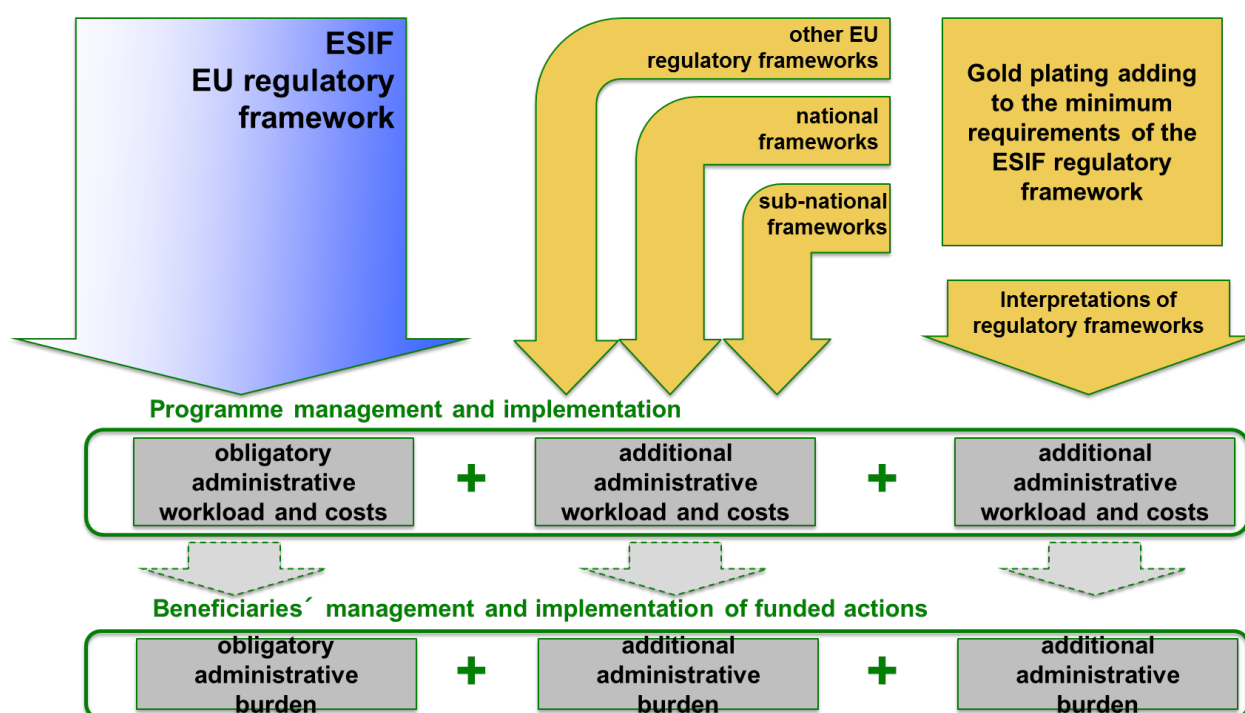 ESIF
EU regulatory
framework
other EU
regulatory frameworks
national
frameworks
sub-national
frameworks
Gold plating adding
to the minimum
requirements of the
ESIF regulatory
framework
Interpretations of
regulatory frameworks
Programme management and implementation
obligatory
administrative
workload and costs
+
additional
administrative
workload and costs
+
additional
administrative
workload and costs
Beneficiaries´ management and implementation of funded actions
obligatory
administrative
burden
+
additional
administrative
burden
+
additional
administrative
burden